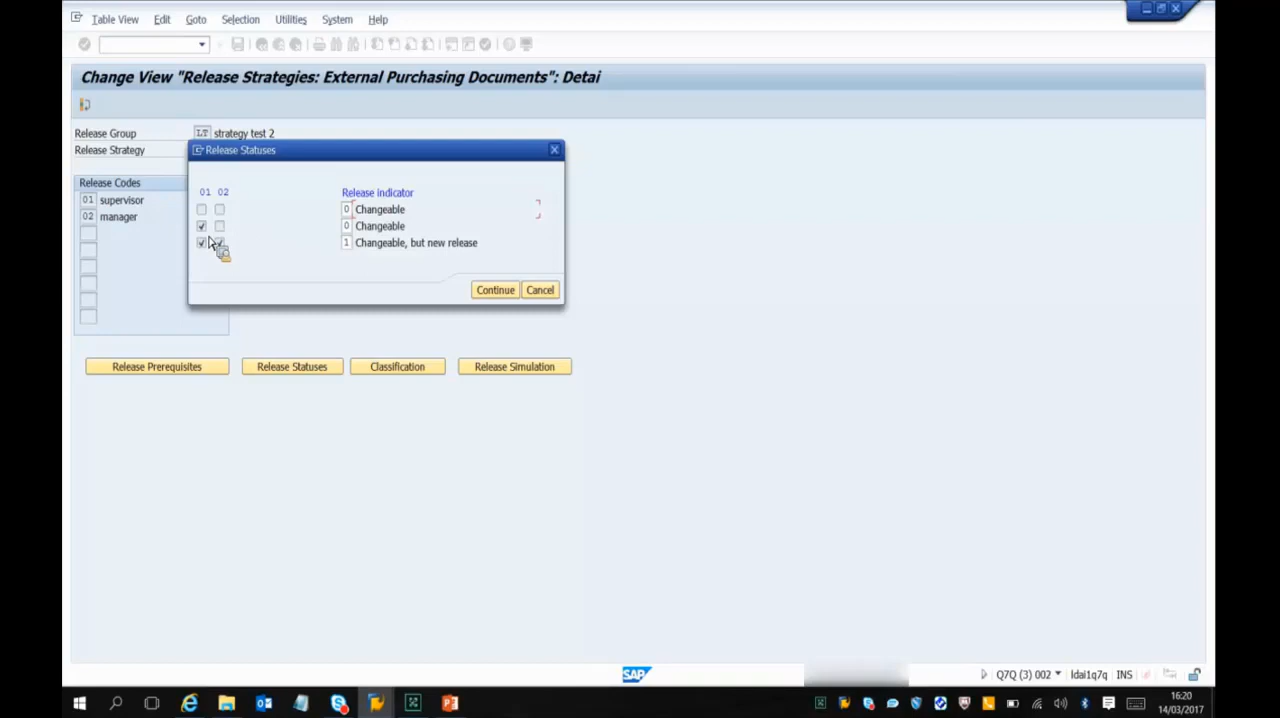 Table View Edit Goto Selection Utilities System Help
Change View "Release Strategies: External Purchasing Documents": Detai
Release Group LT strategy test 2
Release Strategy
Release Statuses
Release Codes
01 supervisor
02 manager
01 02 Release indicator
0 Changeable
0 Changeable
1 Changeable, but new release
Continue Cancel
Release Prerequisites Release Statuses Classification Release Simulation
SAP Q7Q (3) 002 ldai1q7q INS
16:20
14/03/2017